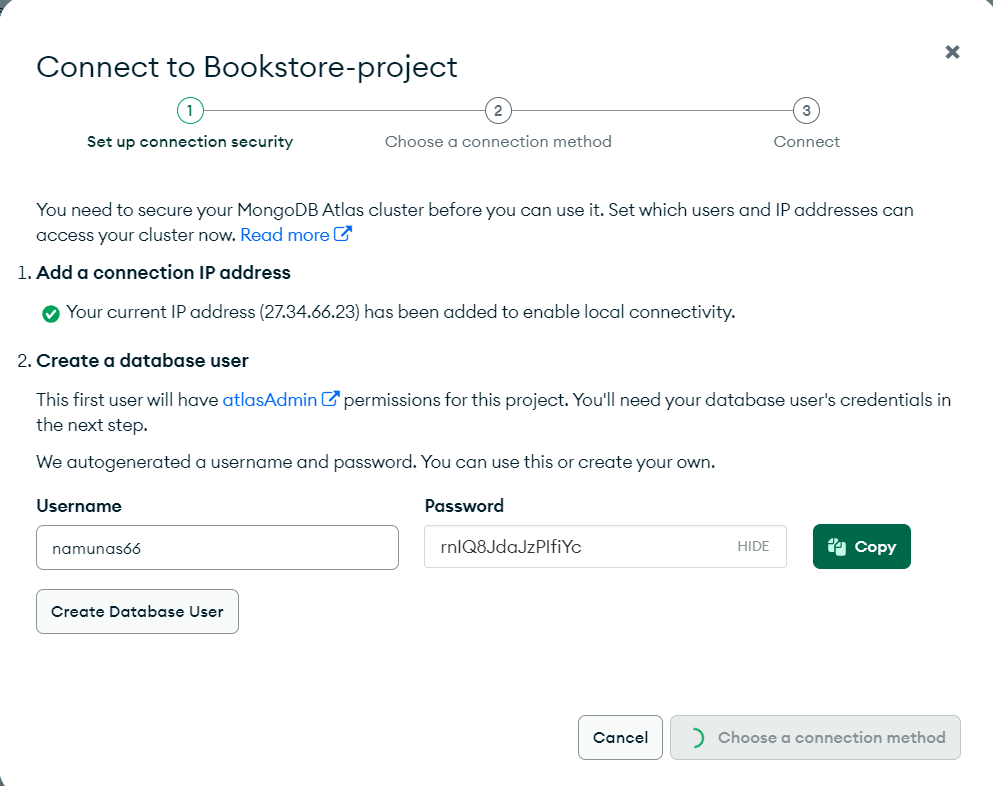 Connect to Bookstore-project
1
2
3
Set up connection security
Choose a connection method
Connect
You need to secure your MongoDB Atlas cluster before you can use it. Set which users and IP addresses can
access your cluster now. Read more
1. Add a connection IP address
Your current IP address (27.34.66.23) has been added to enable local connectivity.
2. Create a database user
This first user will have atlasAdmin permissions for this project. You'll need your database user's credentials in
the next step.
We autogenerated a username and password. You can use this or create your own.
Username
Password
namunas66
rnIQ8JdaJzPIfiYc
HIDE
Copy
Create Database User
Cancel
Choose a connection method